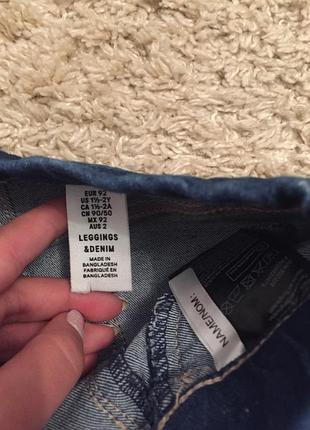 EUR 92
US 1½-2Y
CA 1½-2A
CN 90/50
MX 92
AUS 2
LEGGINGS
&DENIM
MADE IN
BANGLADESH
FABRIQUÉ EN
BANGLADESH
NAME/NOM: